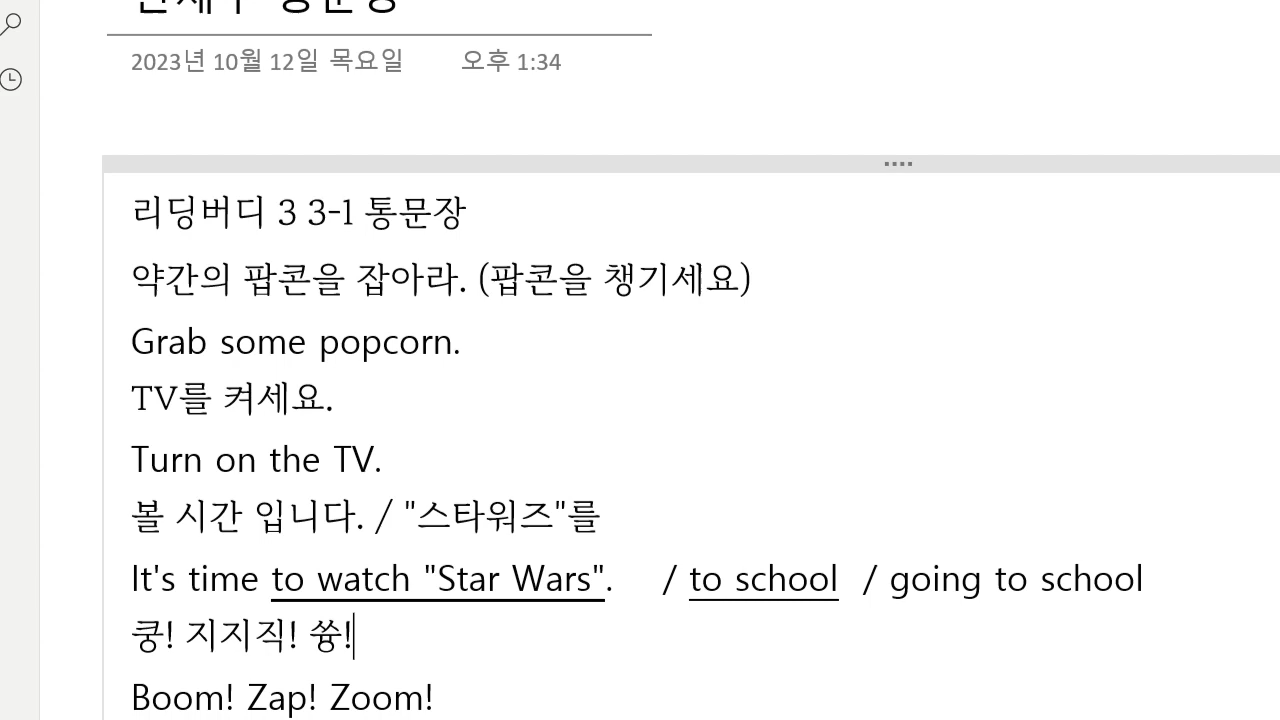 2023년 10월 12일 목요일 오후 1:34
리딩버디 3 3-1 통문장
약간의 팝콘을 잡아라. (팝콘을 챙기세요)
Grab some popcorn.
TV를 켜세요.
Turn on the TV.
볼 시간 입니다. / "스타워즈"를
It's time to watch "Star Wars". / to school / going to school
쿵! 지지직! 쓩!
Boom! Zap! Zoom!